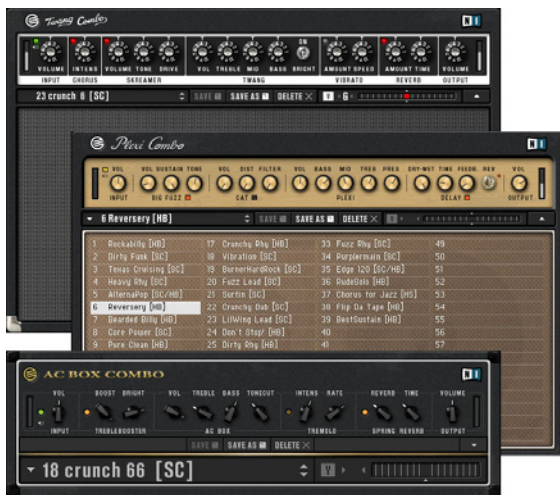 Twang Combo
NI
ON
VOLUME INTENS VOLUME TONE DRIVE VOL TREBLE MID BASS BRIGHT AMOUNT SPEED AMOUNT TIME VOLUME
INPUT CHORUS SKREAMER TWANG VIBRATO REVERB OUTPUT
23 crunch 6 [SC] SAVE SAVE AS DELETE G
Plexi Combo
NI
VOL VOL SUSTAIN TONE VOL DIST FILTER VOL BASS MID TREB PRES DRY-WET TIME FEEDB. REV VOL
INPUT BIG FUZZ CAT PLEXI DELAY OUTPUT
6 Reversery [HB] SAVE SAVE AS DELETE
1 Rockabilly [HB] 17 Crunchy Rhy [HB] 33 Fuzz Rhy [SC] 49
2 Dirty Funk [SC] 18 Vibration [SC] 34 Purplermain [SC] 50
3 Texas Cruising [SC] 19 BurnerHardRock [SC] 35 Edge 120 [SC/HB] 51
4 Heavy Rhy [SC] 20 Fuzz Lead [SC] 36 RudeSolo [HB] 52
5 AlternaPop [SC/HB] 21 Surfin [SC] 37 Chorus for Jazz [HS] 53
6 Reversery [HB] 22 Crunchy Dub [SC] 38 Flip Da Tape [HB] 54
7 Bearded Billy [HB] 23 LilWing Lead [SC] 39 BestSustain [HB] 55
8 Core Power [SC] 24 Don't Stop! [HB] 40 56
9 Pure Clean [HB] 25 Dirty Rhy [HB] 41 57
AC BOX COMBO
NI
VOL BOOST BRIGHT VOL TREBLE BASS TONECUT INTENS RATE REVERB TIME VOLUME
INPUT TREBLEBOOSTER AC BOX TREMOLO SPRING REVERB OUTPUT
SAVE SAVE AS DELETE
18 crunch 66 [SC]